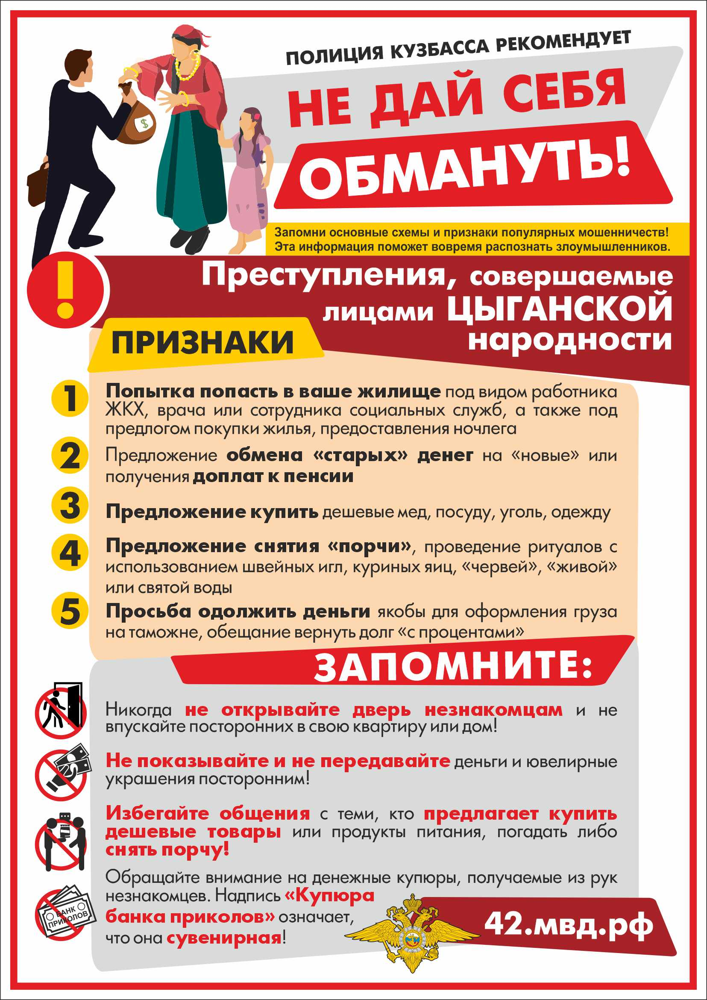 ПОЛИЦИЯ КУЗБАССА РЕКОМЕНДУЕТ
НЕ ДАЙ СЕБЯ
ОБМАНУТЬ!
$
Запомни основные схемы и признаки популярных мошенничеств!
Эта информация поможет вовремя распознать злоумышленников.
!
Преступления, совершаемые
лицами ЦЫГАНСКОЙ
народности
ПРИЗНАКИ
1
Попытка попасть в ваше жилище под видом работника
ЖКХ, врача или сотрудника социальных служб, а также под
предлогом покупки жилья, предоставления ночлега
2
Предложение обмена «старых» денег на «новые» или
получения доплат к пенсии
3
Предложение купить дешевые мед, посуду, уголь, одежду
4
Предложение снятия «порчи», проведение ритуалов с
использованием швейных игл, куриных яиц, «червей», «живой»
или святой воды
5
Просьба одолжить деньги якобы для оформления груза
на таможне, обещание вернуть долг «с процентами»
ЗАПОМНИТЕ:
Никогда не открывайте дверь незнакомцам и не
впускайте посторонних в свою квартиру или дом!
Не показывайте и не передавайте деньги и ювелирные
украшения посторонним!
Избегайте общения с теми, кто предлагает купить
дешевые товары или продукты питания, погадать либо
снять порчу!
Обращайте внимание на денежные купюры, получаемые из рук
незнакомцев. Надпись «Купюра
банка приколов» означает,
что она сувенирная!
БАНК
ПРИКОЛОВ
42.мвд.рф